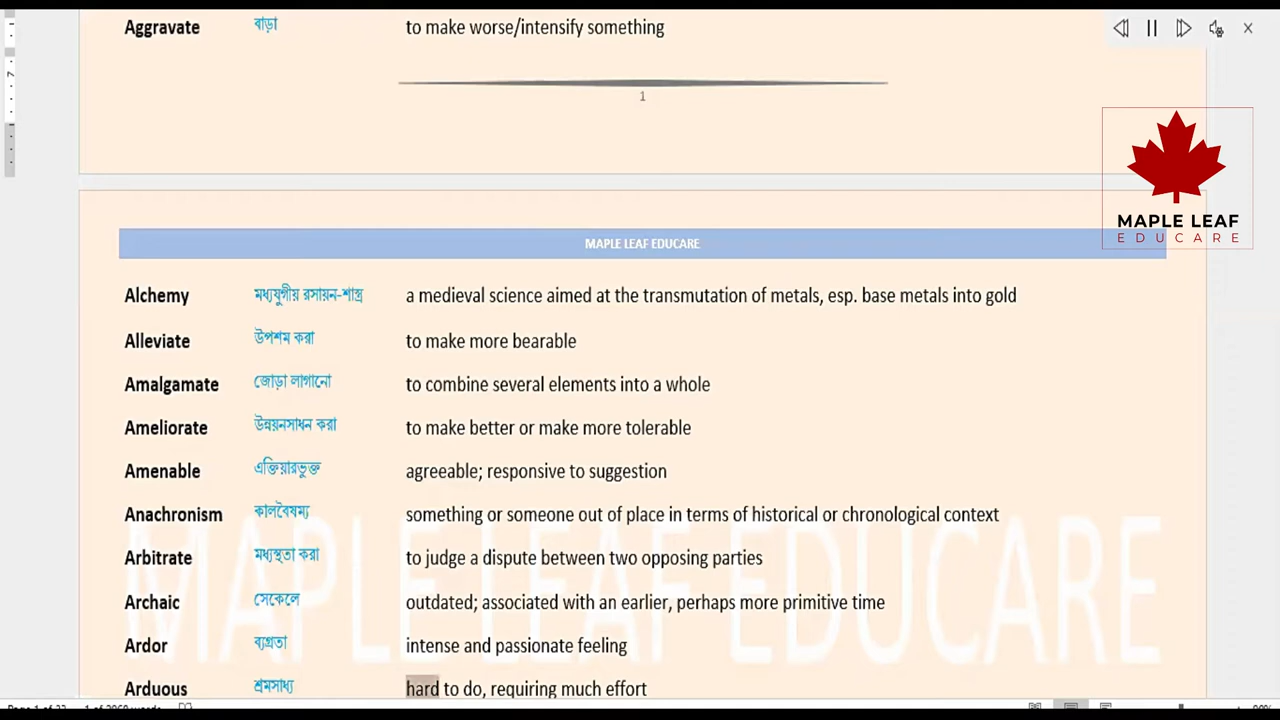 Aggravate বাড়া to make worse/intensify something
1
MAPLE LEAF
EDUCARE
MAPLE LEAF EDUCARE
Alchemy মধ্যযুগীয় রসায়ন-শাস্ত্র a medieval science aimed at the transmutation of metals, esp. base metals into gold
Alleviate উপশম করা to make more bearable
Amalgamate জোড়া লাগানো to combine several elements into a whole
Ameliorate উন্নয়নসাধন করা to make better or make more tolerable
Amenable এক্তিয়ারভুক্ত agreeable; responsive to suggestion
Anachronism কালবৈষম্য something or someone out of place in terms of historical or chronological context
Arbitrate মধ্যস্থতা করা to judge a dispute between two opposing parties
Archaic সেকেলে outdated; associated with an earlier, perhaps more primitive time
MAPLE LEAF EDUCARE
Ardor ব্যগ্রতা intense and passionate feeling
Arduous শ্রমসাধ্য hard to do, requiring much effort